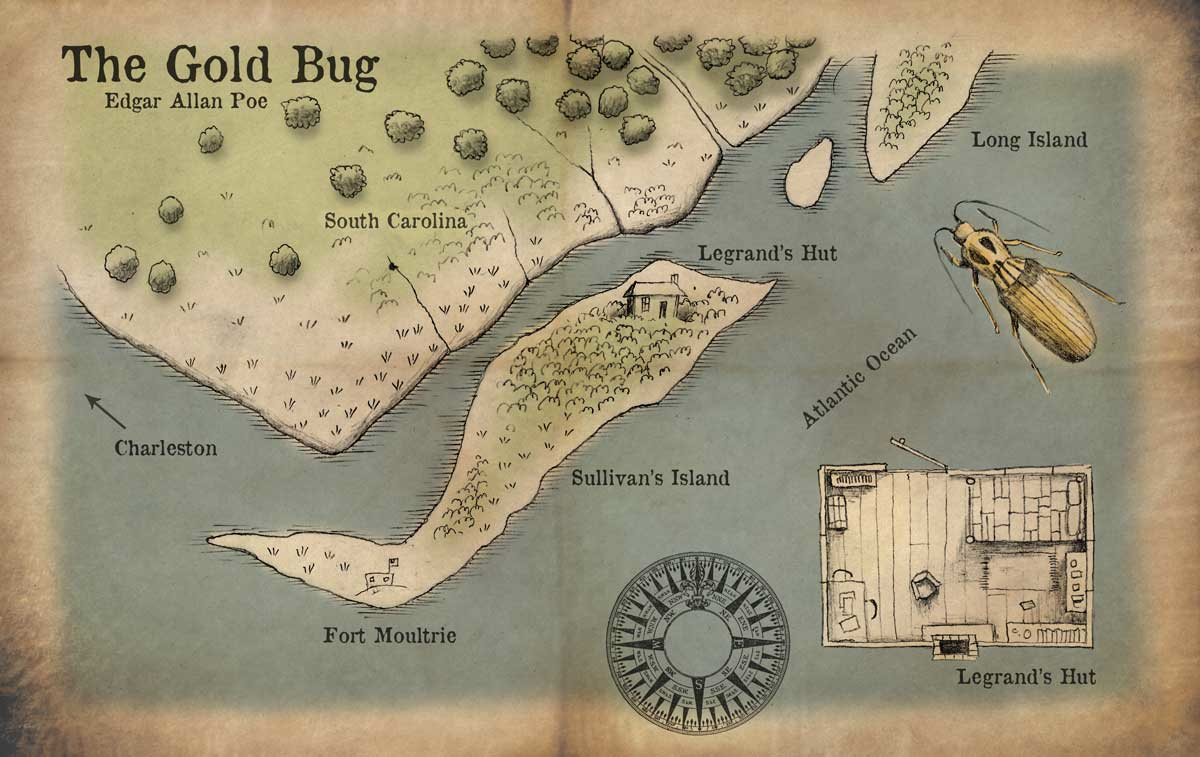 The Gold Bug
Edgar Allan Poe
Long Island
South Carolina
Legrand's Hut
Atlantic Ocean
Charleston
Sullivan's Island
Fort Moultrie
Legrand's Hut